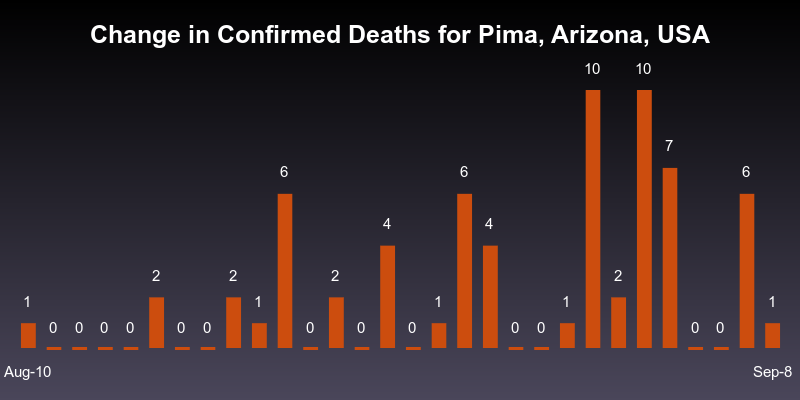 Change in Confirmed Deaths for Pima, Arizona, USA
1 0 0 0 0 2 0 0 2 1 6 0 2 0 4 0 1 6 4 0 0 1 10 2 10 7 0 0 6 1
Aug-10 Sep-8